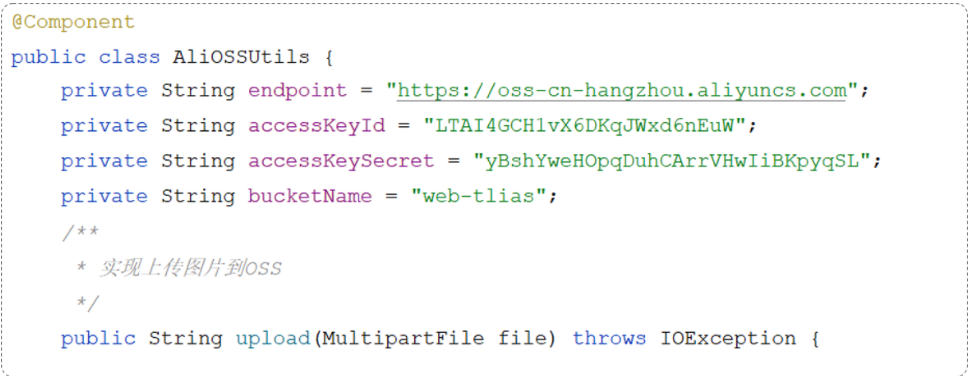 @Component
public class AliOSSUtils {
    private String endpoint = "https://oss-cn-hangzhou.aliyuncs.com";
    private String accessKeyId = "LTAI4GCH1vX6DKqJWxd6nEuW";
    private String accessKeySecret = "yBshYweHOpqDuhCArrVHwIiBKpyqSL";
    private String bucketName = "web-tlias";
    /**
     * 实现上传图片到OSS
     */
    public String upload(MultipartFile file) throws IOException {